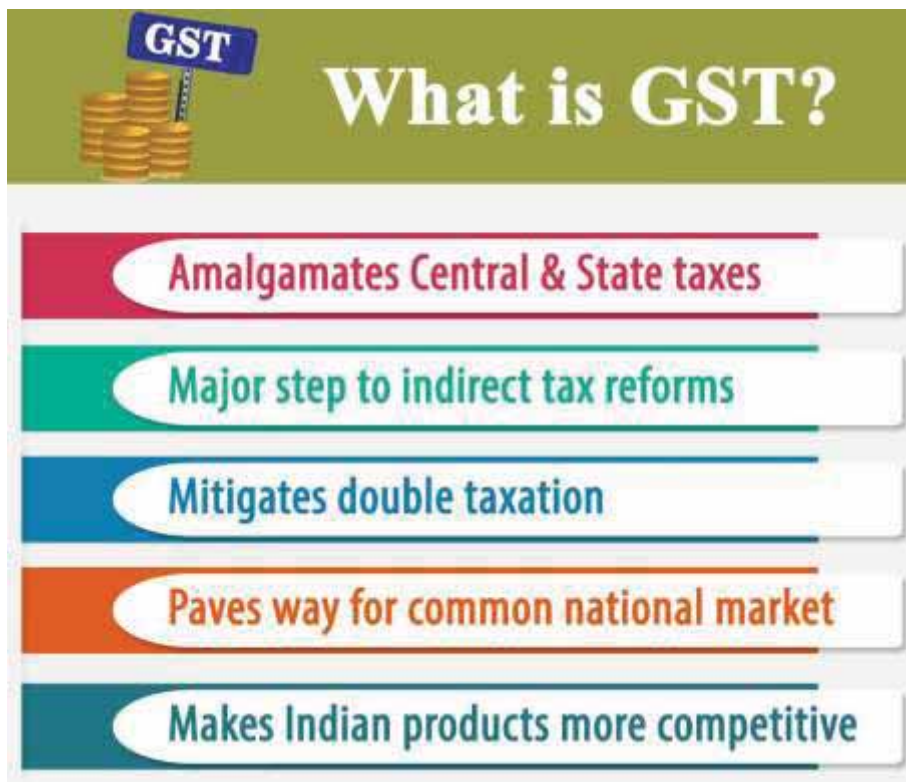 GST
What is GST?
Amalgamates Central & State taxes
Major step to indirect tax reforms
Mitigates double taxation
Paves way for common national market
Makes Indian products more competitive